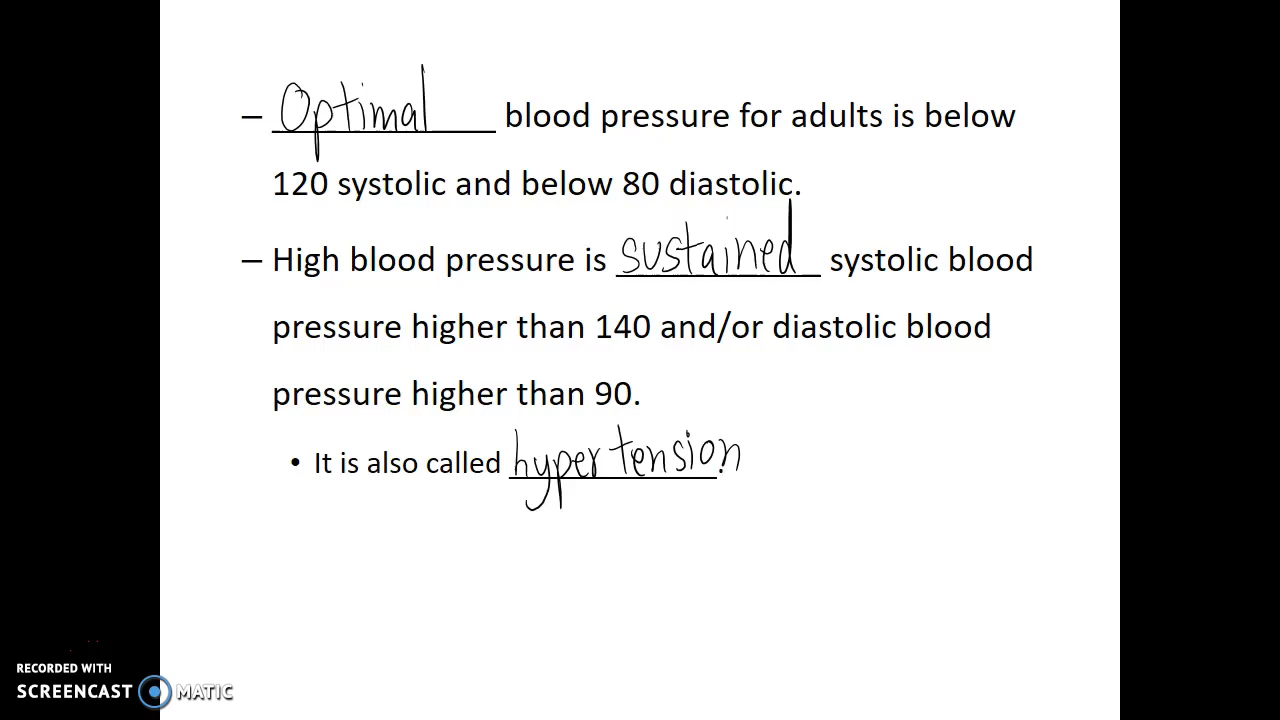 – Optimal blood pressure for adults is below
120 systolic and below 80 diastolic.
– High blood pressure is sustained systolic blood
pressure higher than 140 and/or diastolic blood
pressure higher than 90.
• It is also called hypertension.
RECORDED WITH
SCREENCAST MATIC